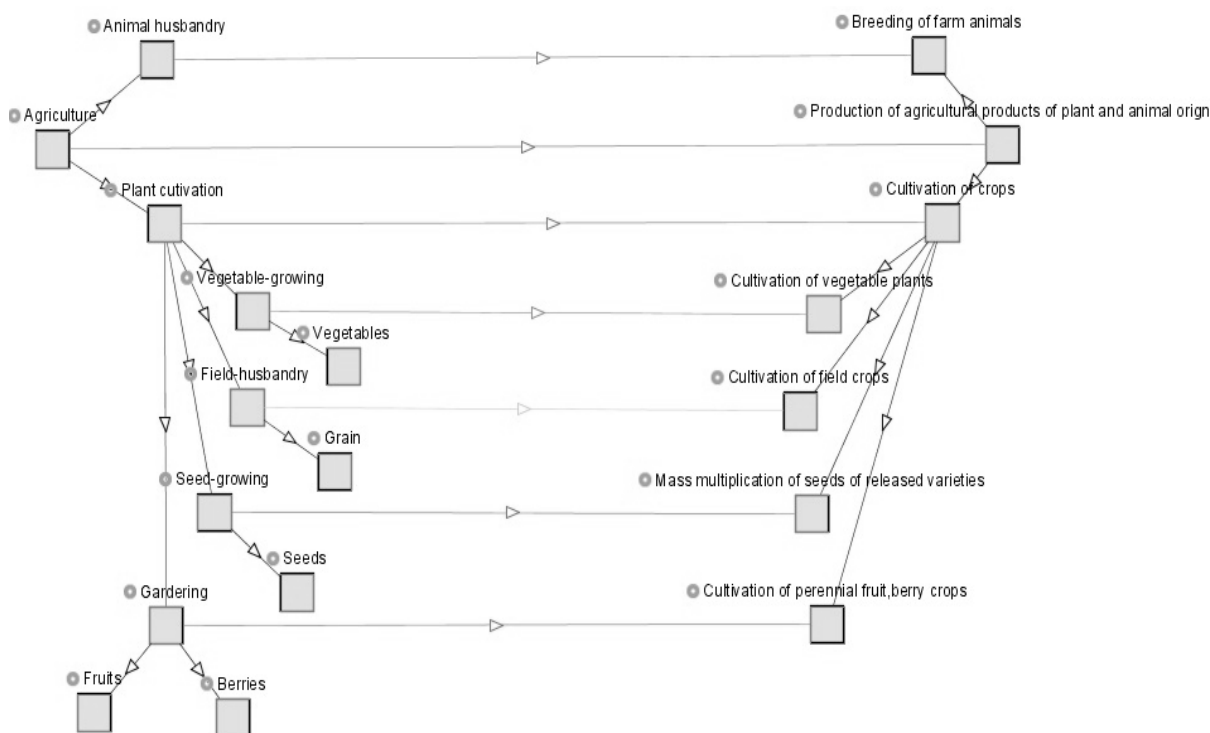 Animal husbandry
Breeding of farm animals
Agriculture
Production of agricultural products of plant and animal orign
Plant cutivation
Cultivation of crops
Vegetable-growing
Cultivation of vegetable plants
Vegetables
Field-husbandry
Cultivation of field crops
Grain
Seed-growing
Mass multiplication of seeds of released varieties
Seeds
Gardering
Cultivation of perennial fruit,berry crops
Fruits
Berries